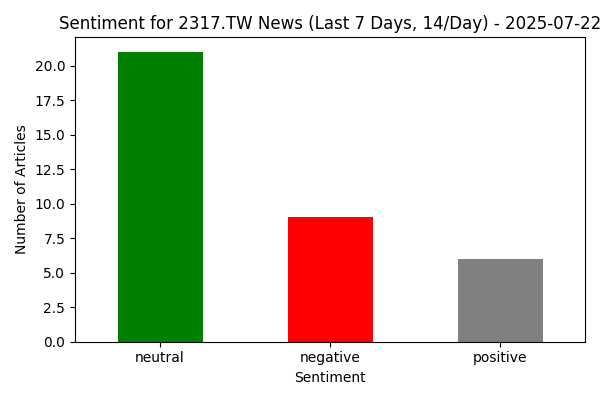 Sentiment for 2317.TW News (Last 7 Days, 14/Day) - 2025-07-22
Number of Articles
20.0
17.5
15.0
12.5
10.0
7.5
5.0
2.5
0.0
neutral
negative
positive
Sentiment